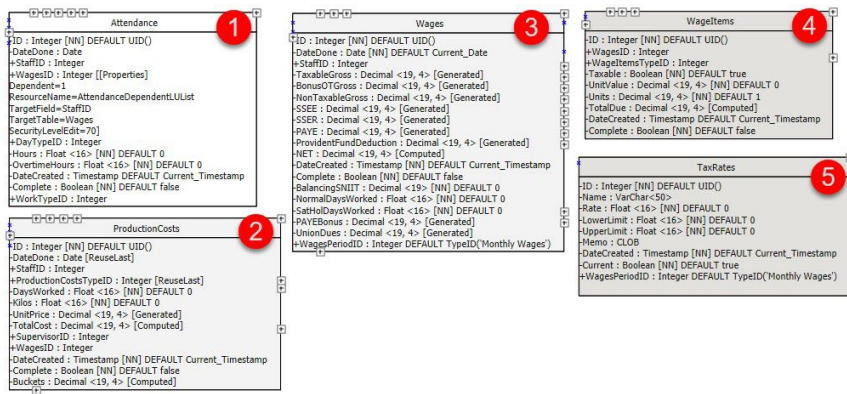 Attendance
1
-ID : Integer [NN] DEFAULT UID()
-DateDone : Date
+StaffID : Integer
+WagesID : Integer [[Properties]
Dependent=1
ResourceName=AttendanceDependentLUList
TargetField=StaffID
TargetTable=Wages
SecurityLevelEdit=70]
+DayTypeID : Integer
-Hours : Float <16> [NN] DEFAULT 0
-OvertimeHours : Float <16> [NN] DEFAULT 0
-DateCreated : Timestamp DEFAULT Current_Timestamp
-Complete : Boolean [NN] DEFAULT false
+WorkTypeID : Integer
ProductionCosts
2
-ID : Integer [NN] DEFAULT UID()
-DateDone : Date [ReuseLast]
+StaffID : Integer
+ProductionCostsTypeID : Integer [ReuseLast]
-DaysWorked : Float <16> [NN] DEFAULT 0
-Kilos : Float <16> [NN] DEFAULT 0
-UnitPrice : Decimal <19, 4> [Generated]
-TotalCost : Decimal <19, 4> [Computed]
+SupervisorID : Integer
+WagesID : Integer
-DateCreated : Timestamp [NN] DEFAULT Current_Timestamp
-Complete : Boolean [NN] DEFAULT false
-Buckets : Decimal <19, 4> [Computed]
Wages
3
-ID : Integer [NN] DEFAULT UID()
-DateDone : Date [NN] DEFAULT Current_Date
+StaffID : Integer
-TaxableGross : Decimal <19, 4> [Generated]
-BonusOTGross : Decimal <19, 4> [Generated]
-NonTaxableGross : Decimal <19, 4> [Generated]
-SSEE : Decimal <19, 4> [Generated]
-SSER : Decimal <19, 4> [Generated]
-PAYE : Decimal <19, 4> [Generated]
-ProvidentFundDeduction : Decimal <19, 4> [Generated]
-NET : Decimal <19, 4> [Computed]
-DateCreated : Timestamp [NN] DEFAULT Current_Timestamp
-Complete : Boolean [NN] DEFAULT false
-BalancingSNIIT : Decimal <19> [NN] DEFAULT 0
-NormalDaysWorked : Float <16> [NN] DEFAULT 0
-SatHolDaysWorked : Float <16> [NN] DEFAULT 0
-PAYEBonus : Decimal <19, 4> [Generated]
-UnionDues : Decimal <19, 4> [Generated]
+WagesPeriodID : Integer DEFAULT TypeID('Monthly Wages')
WageItems
4
-ID : Integer [NN] DEFAULT UID()
+WagesID : Integer
+WageItemsTypeID : Integer
-Taxable : Boolean [NN] DEFAULT true
-UnitValue : Decimal <19, 4> [NN] DEFAULT 0
-Units : Decimal <19, 4> [NN] DEFAULT 1
-TotalDue : Decimal <19, 4> [Computed]
-DateCreated : Timestamp DEFAULT Current_Timestamp
-Complete : Boolean [NN] DEFAULT false
TaxRates
5
-ID : Integer [NN] DEFAULT UID()
-Name : VarChar<50>
-Rate : Float <16> [NN] DEFAULT 0
-LowerLimit : Float <16> [NN] DEFAULT 0
-UpperLimit : Float <16> [NN] DEFAULT 0
-Memo : CLOB
-DateCreated : Timestamp [NN] DEFAULT Current_Timestamp
-Current : Boolean [NN] DEFAULT true
+WagesPeriodID : Integer DEFAULT TypeID('Monthly Wages')